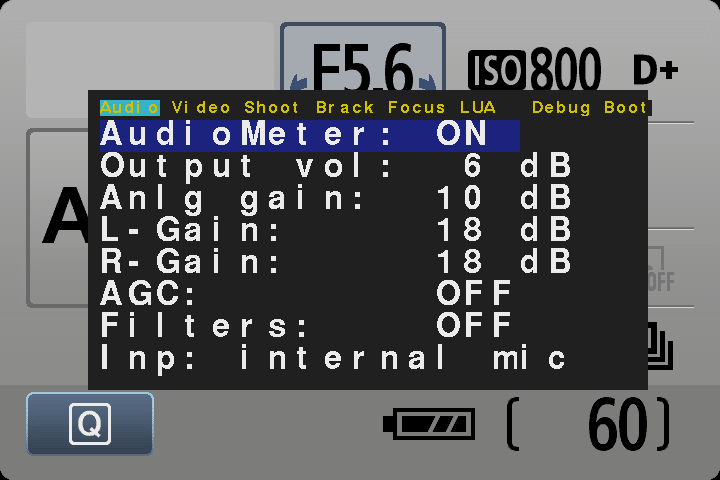 F5.6 ISO 800 D+
Audio Video Shoot Brack Focus LUA Debug Boot
AudioMeter: ON
Output vol: 6 dB
Anlg gain: 10 dB
L-Gain: 18 dB
R-Gain: 18 dB
AGC: OFF
Filters: OFF
Inp: internal mic
A
OFF
Q [ 60]